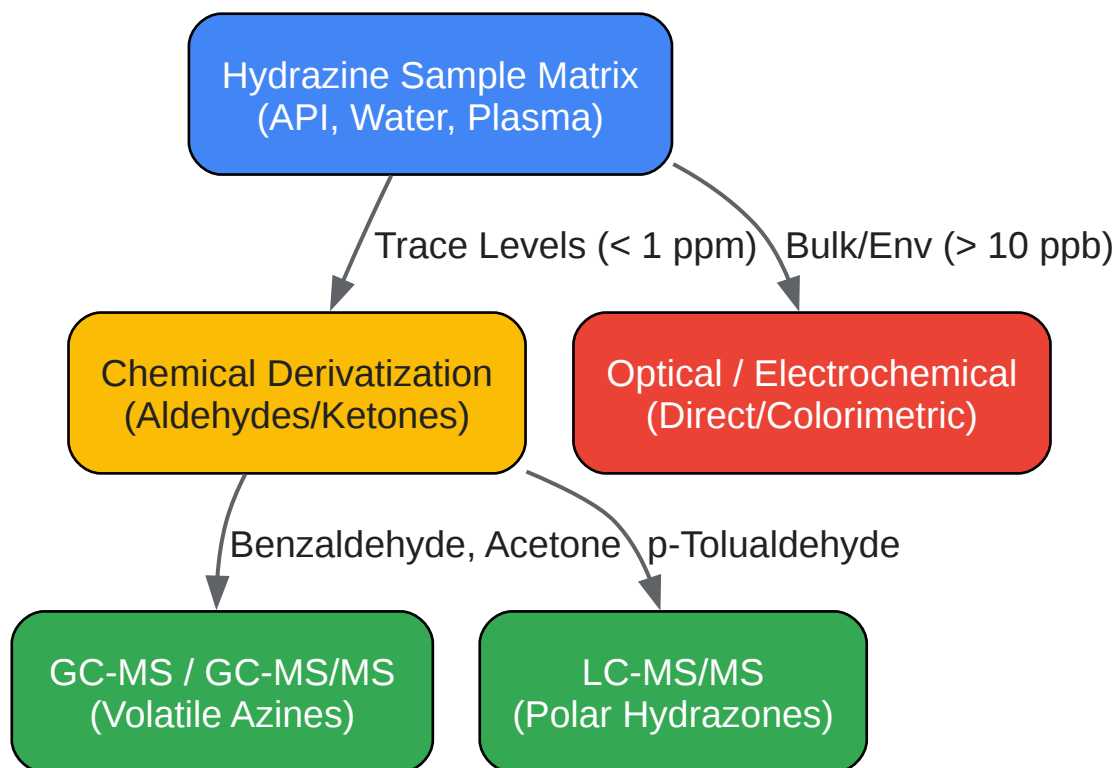 Hydrazine Sample Matrix
(API, Water, Plasma)
Trace Levels (< 1 ppm)
Bulk/Env (> 10 ppb)
Chemical Derivatization
(Aldehydes/Ketones)
Optical / Electrochemical
(Direct/Colorimetric)
Benzaldehyde, Acetone
p-Tolualdehyde
GC-MS / GC-MS/MS
(Volatile Azines)
LC-MS/MS
(Polar Hydrazones)